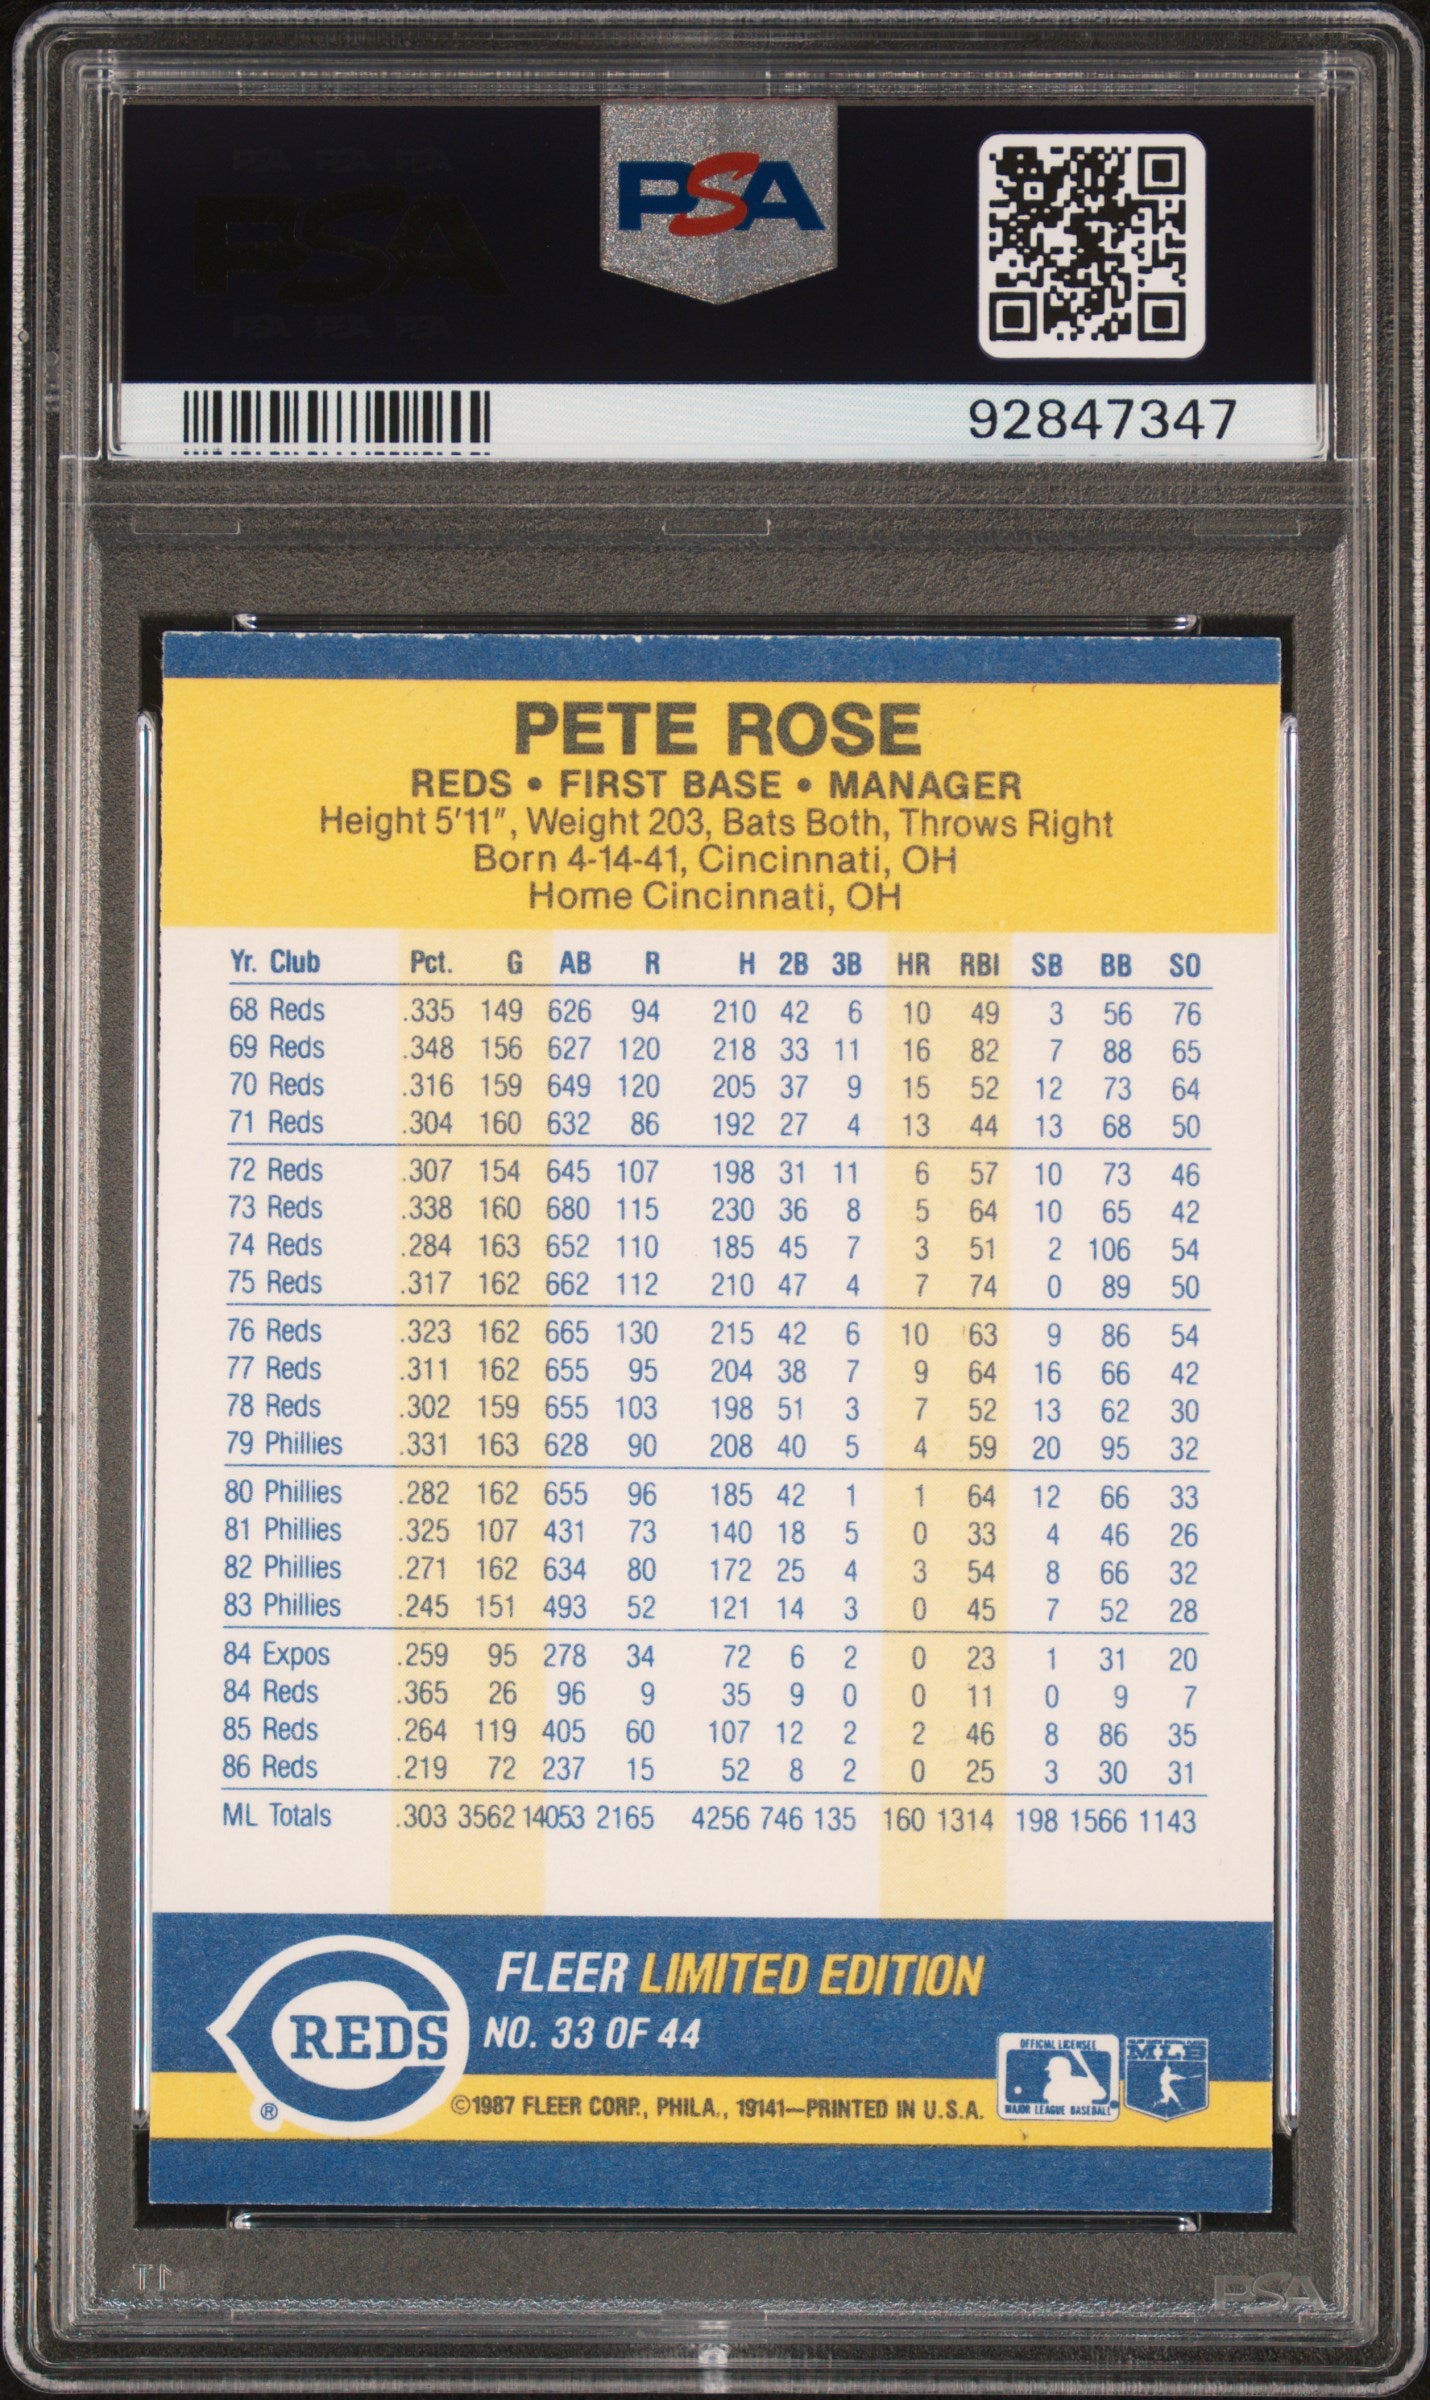 PSA
92847347
PETE ROSE
REDS • FIRST BASE • MANAGER
Height 5'11", Weight 203, Bats Both, Throws Right
Born 4-14-41, Cincinnati, OH
Home Cincinnati, OH
Yr. Club Pct. G AB R H 2B 3B HR RBI SB BB SO
68 Reds .335 149 626 94 210 42 6 10 49 3 56 76
69 Reds .348 156 627 120 218 33 11 16 82 7 88 65
70 Reds .316 159 649 120 205 37 9 15 52 12 73 64
71 Reds .304 160 632 86 192 27 4 13 44 13 68 50
72 Reds .307 154 645 107 198 31 11 6 57 10 73 46
73 Reds .338 160 680 115 230 36 8 5 64 10 65 42
74 Reds .284 163 652 110 185 45 7 3 51 2 106 54
75 Reds .317 162 662 112 210 47 4 7 74 0 89 50
76 Reds .323 162 665 130 215 42 6 10 63 9 86 54
77 Reds .311 162 655 95 204 38 7 9 64 16 66 42
78 Reds .302 159 655 103 198 51 3 7 52 13 62 30
79 Phillies .331 163 628 90 208 40 5 4 59 20 95 32
80 Phillies .282 162 655 96 185 42 1 1 64 12 66 33
81 Phillies .325 107 431 73 140 18 5 0 33 4 46 26
82 Phillies .271 162 634 80 172 25 4 3 54 8 66 32
83 Phillies .245 151 493 52 121 14 3 0 45 7 52 28
84 Expos .259 95 278 34 72 6 2 0 23 1 31 20
84 Reds .365 26 96 9 35 9 0 0 11 0 9 7
85 Reds .264 119 405 60 107 12 2 2 46 8 86 35
86 Reds .219 72 237 15 52 8 2 0 25 3 30 31
ML Totals .303 3562 14053 2165 4256 746 135 160 1314 198 1566 1143
FLEER LIMITED EDITION
NO. 33 OF 44
REDS
®
©1987 FLEER CORP., PHILA., 19141—PRINTED IN U.S.A.
OFFICIAL LICENSEE
MAJOR LEAGUE BASEBALL
MLB
PSA